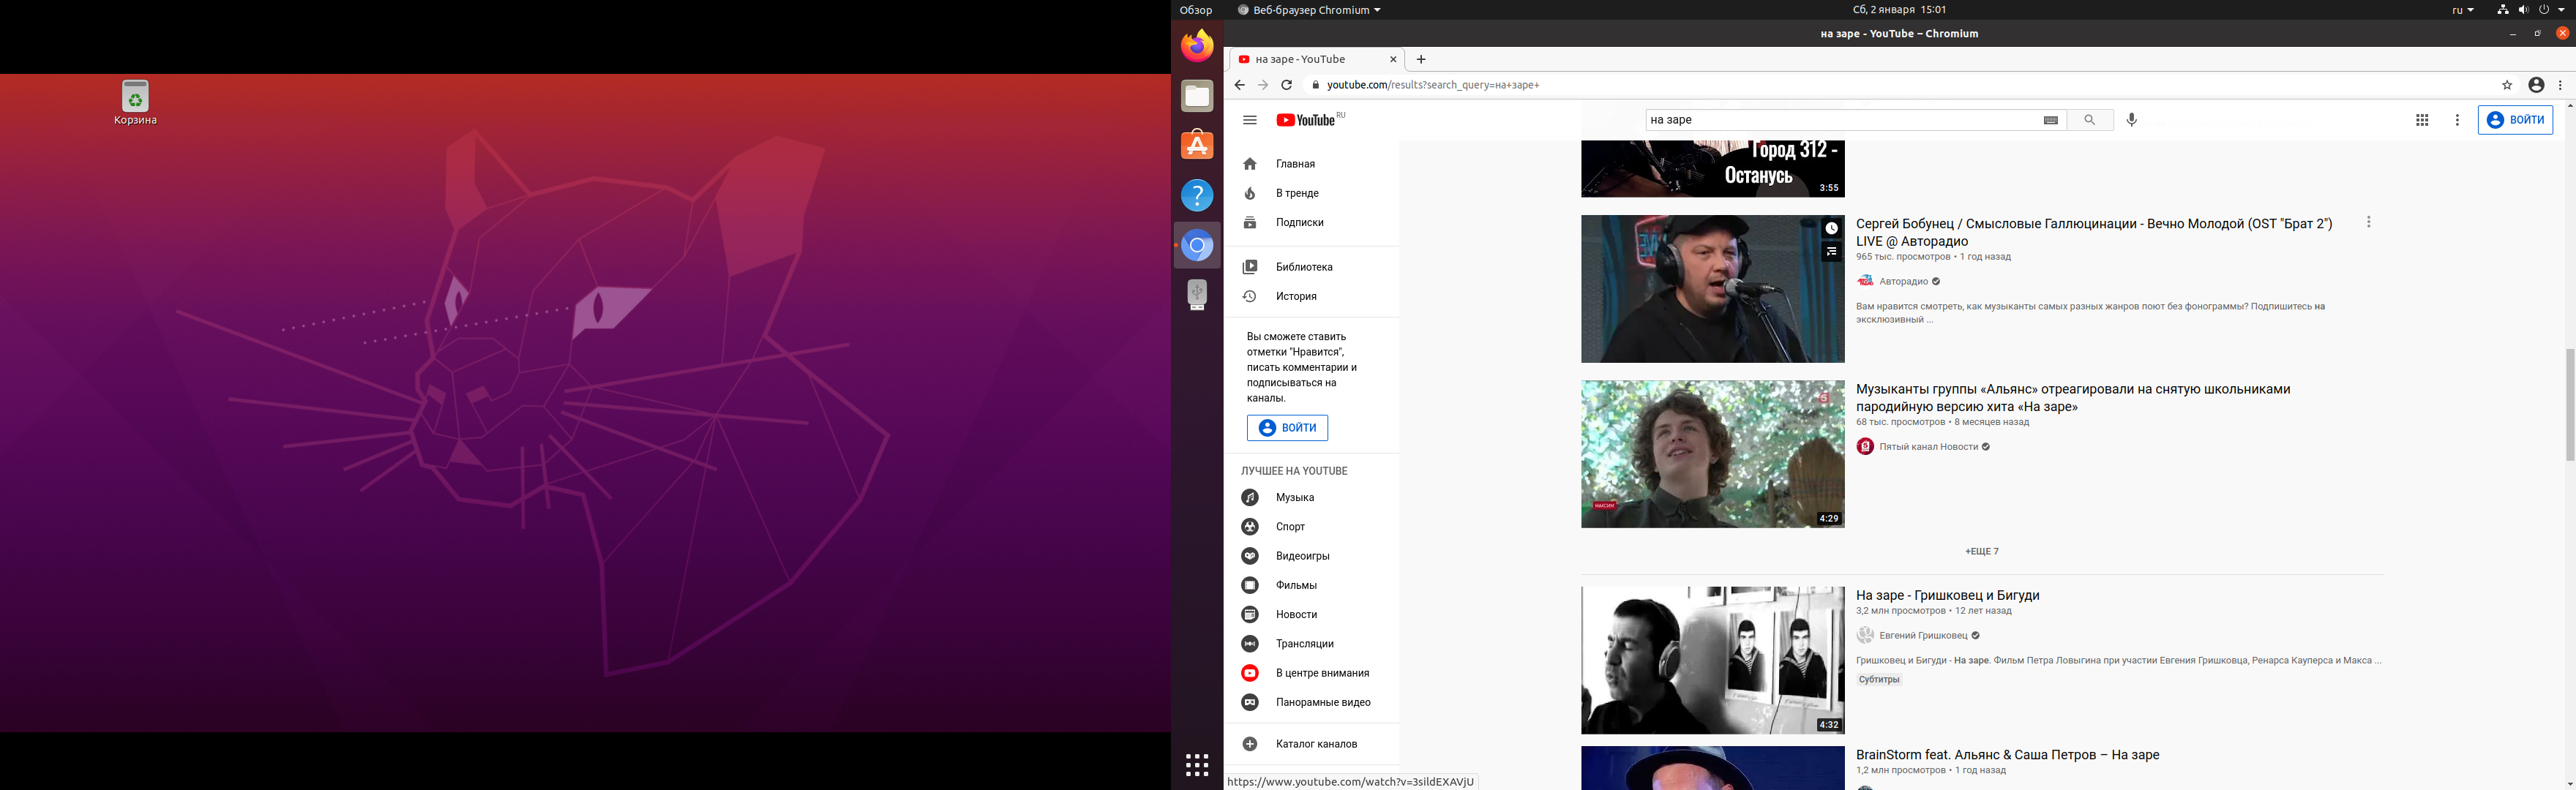 Корзина
Обзор
Веб-браузер Chromium
Сб, 2 января 15:01
ru
на заре - YouTube – Chromium
на заре - YouTube
youtube.com/results?search_query=на+заре+
YouTube RU
на заре
ВОЙТИ
Главная
В тренде
Подписки
Библиотека
История
Вы сможете ставить
отметки "Нравится",
писать комментарии и
подписываться на
каналы.
ВОЙТИ
ЛУЧШЕЕ НА YOUTUBE
Музыка
Спорт
Видеоигры
Фильмы
Новости
Трансляции
В центре внимания
Панорамные видео
Каталог каналов
https://www.youtube.com/watch?v=3sildEXAVjU
Город 312 -
Останусь
3:55
Сергей Бобунец / Смысловые Галлюцинации - Вечно Молодой (OST "Брат 2")
LIVE @ Авторадио
965 тыс. просмотров • 1 год назад
Авторадио
Вам нравится смотреть, как музыканты самых разных жанров поют без фонограммы? Подпишитесь на
эксклюзивный ...
НАКСИМ
4:29
Музыканты группы «Альянс» отреагировали на снятую школьниками
пародийную версию хита «На заре»
68 тыс. просмотров • 8 месяцев назад
Пятый канал Новости
+ЕЩЕ 7
4:32
На заре - Гришковец и Бигуди
3,2 млн просмотров • 12 лет назад
Евгений Гришковец
Гришковец и Бигуди - На заре. Фильм Петра Ловыгина при участии Евгения Гришковца, Ренарса Кауперса и Макса ...
Субтитры
BrainStorm feat. Альянс & Саша Петров – На заре
1,2 млн просмотров • 1 год назад